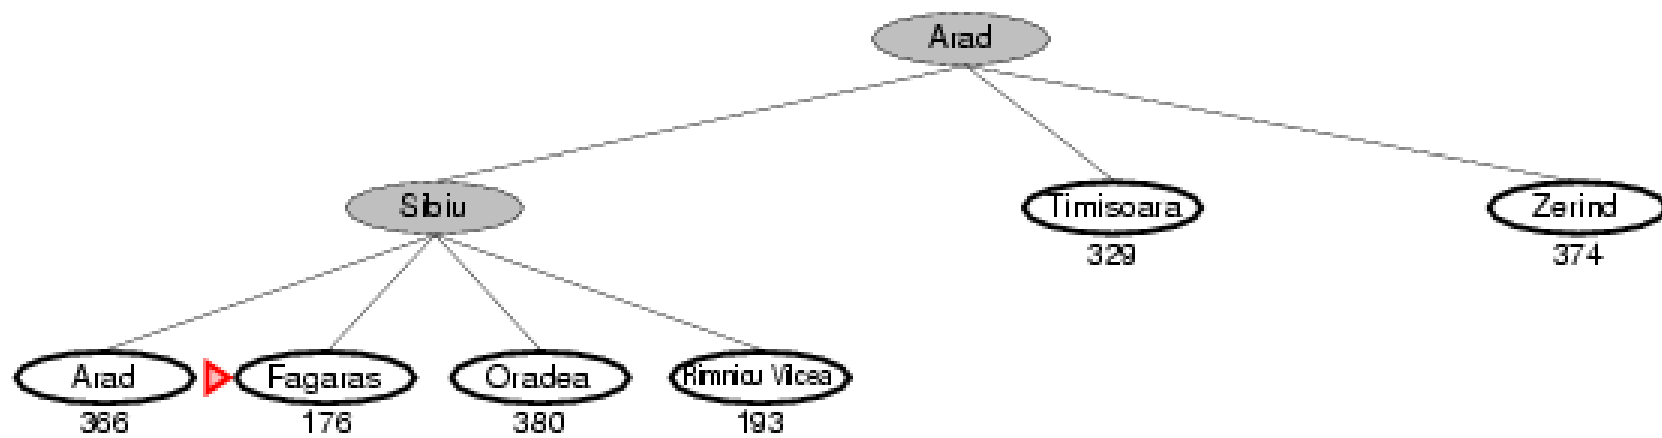 Arad
Sibiu Timisoara Zerind
329 374
Arad Fagaras Oradea Rimnicu Vilcea
366 176 380 193